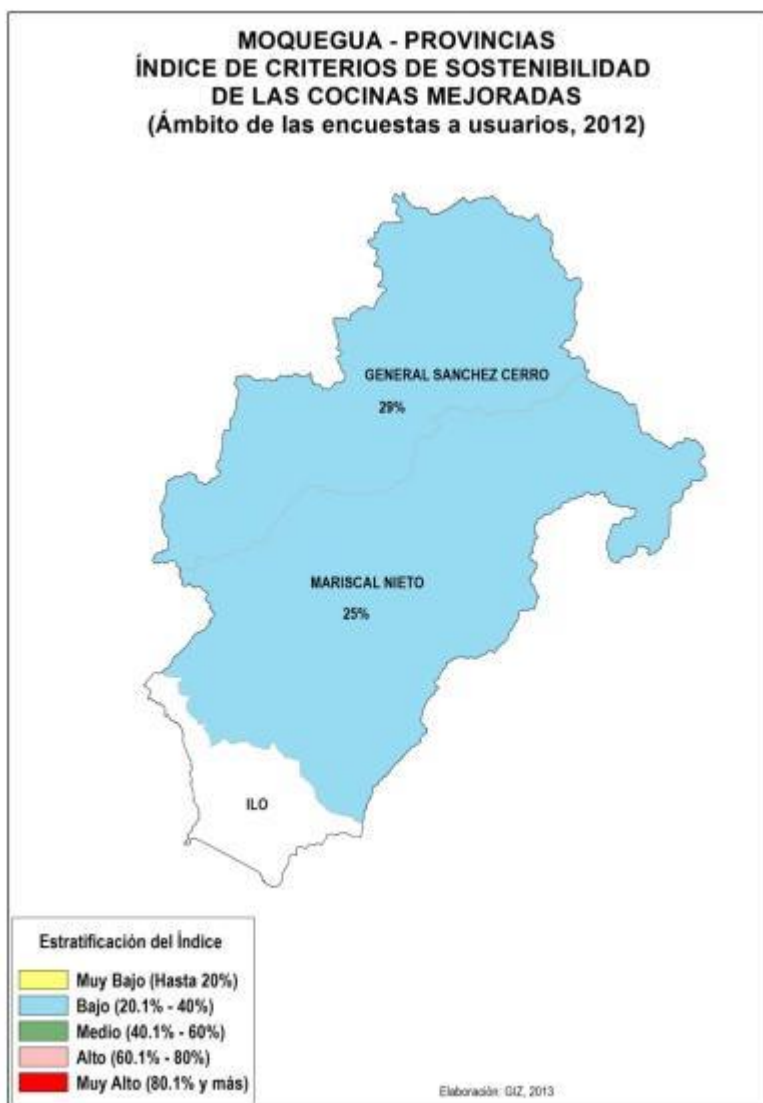 MOQUEGUA - PROVINCIAS
ÍNDICE DE CRITERIOS DE SOSTENIBILIDAD
DE LAS COCINAS MEJORADAS
(Ámbito de las encuestas a usuarios, 2012)
GENERAL SANCHEZ CERRO
29%
MARISCAL NIETO
25%
ILO
Estratificación del Índice
Muy Bajo (Hasta 20%)
Bajo (20.1% - 40%)
Medio (40.1% - 60%)
Alto (60.1% - 80%)
Muy Alto (80.1% y más)
Elaboración: GIZ, 2013